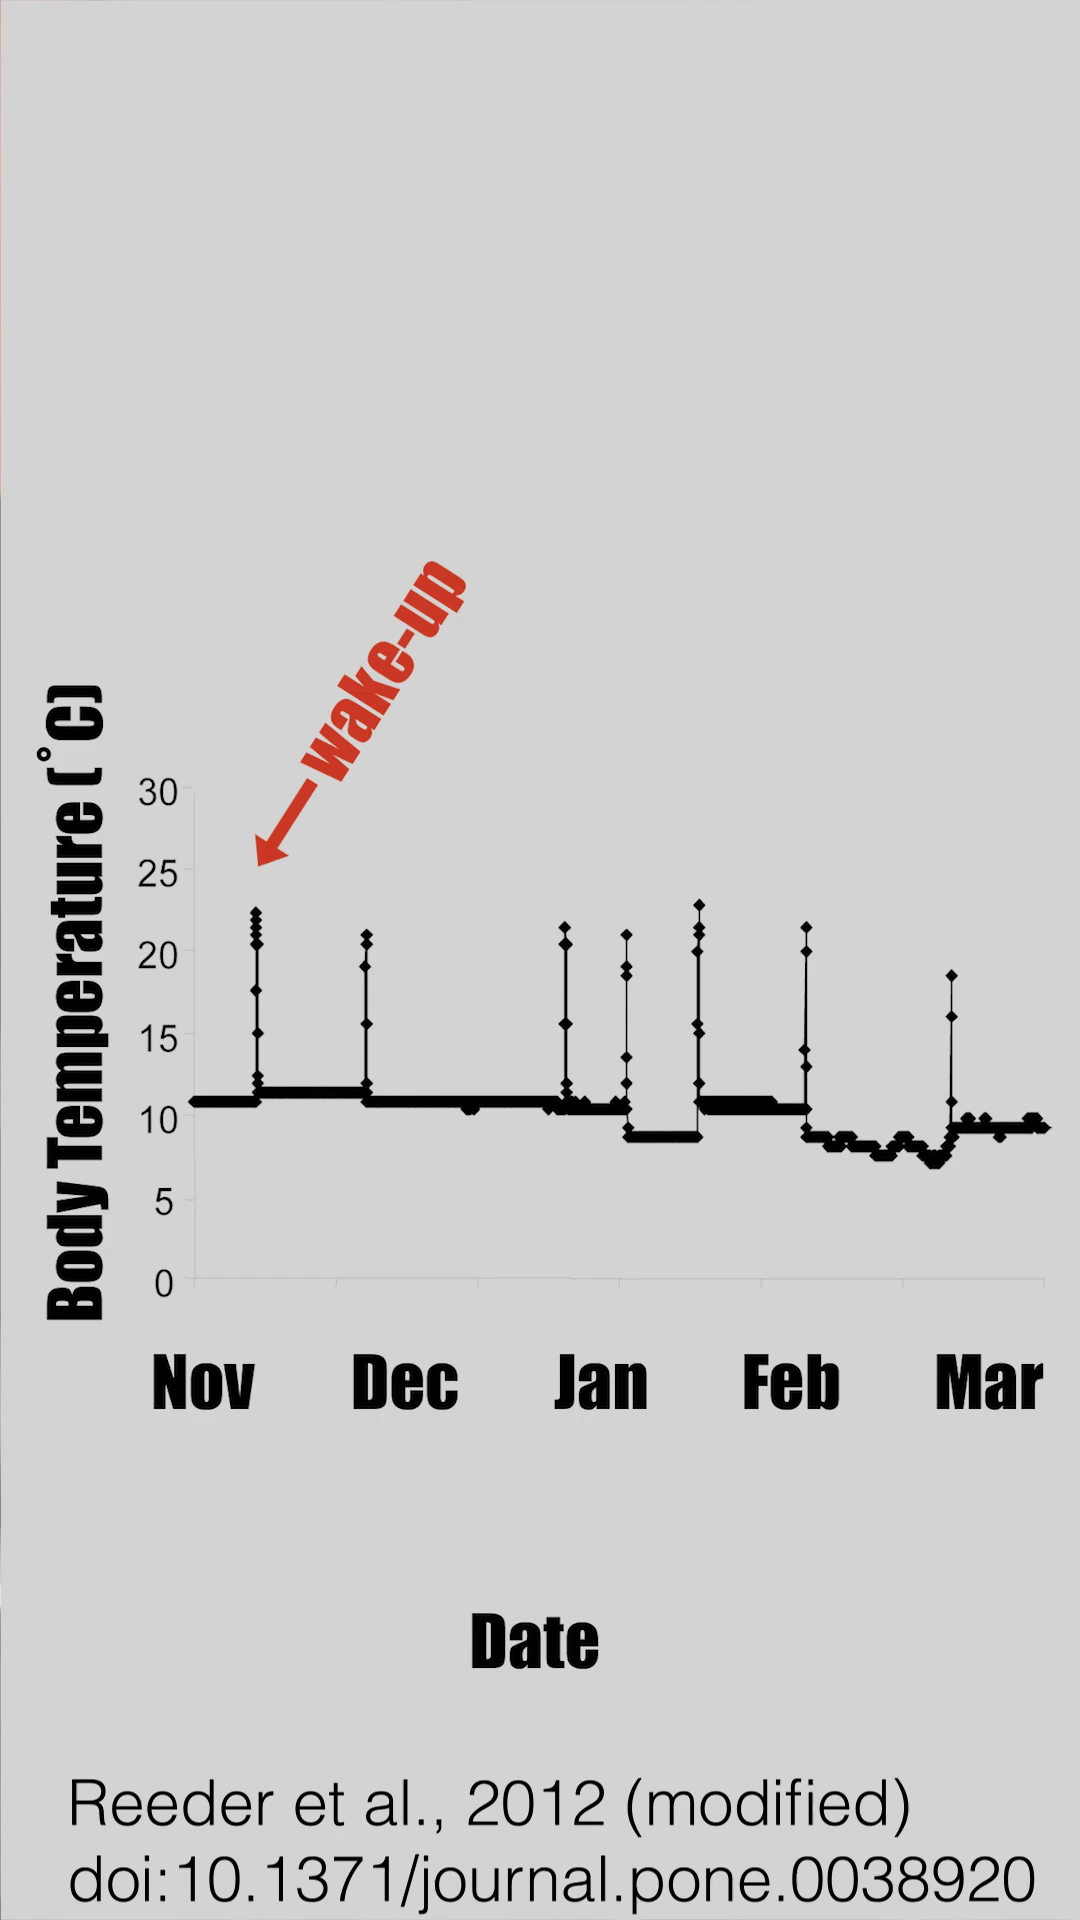 wake-up
Body Temperature (˚C)
30
25
20
15
10
5
0
Nov Dec Jan Feb Mar
Date
Reeder et al., 2012 (modified)
doi:10.1371/journal.pone.0038920